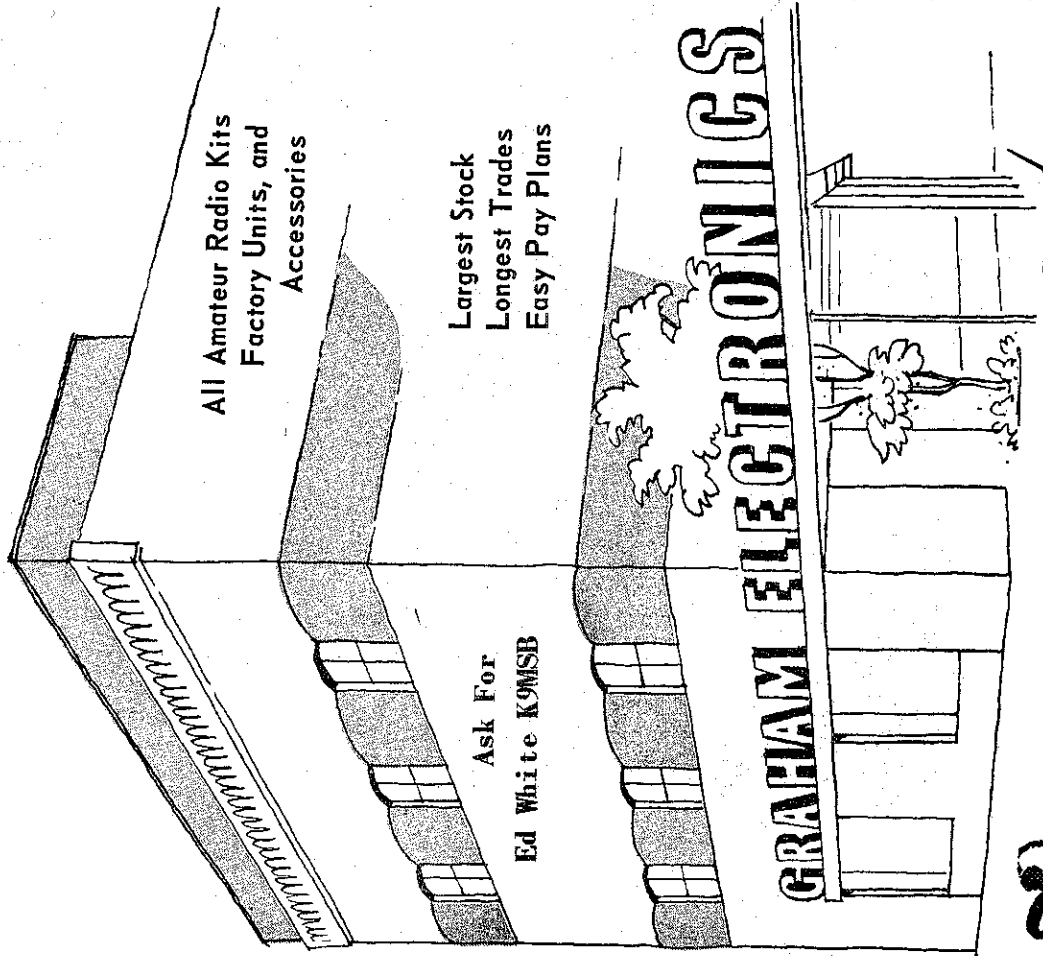 All Amateur Radio Kits
Factory Units, and
Accessories
Largest Stock
Longest Trades
Easy Pay Plans
Ask For
Ed White K9MSB
GRAHAM ELECTRONICS